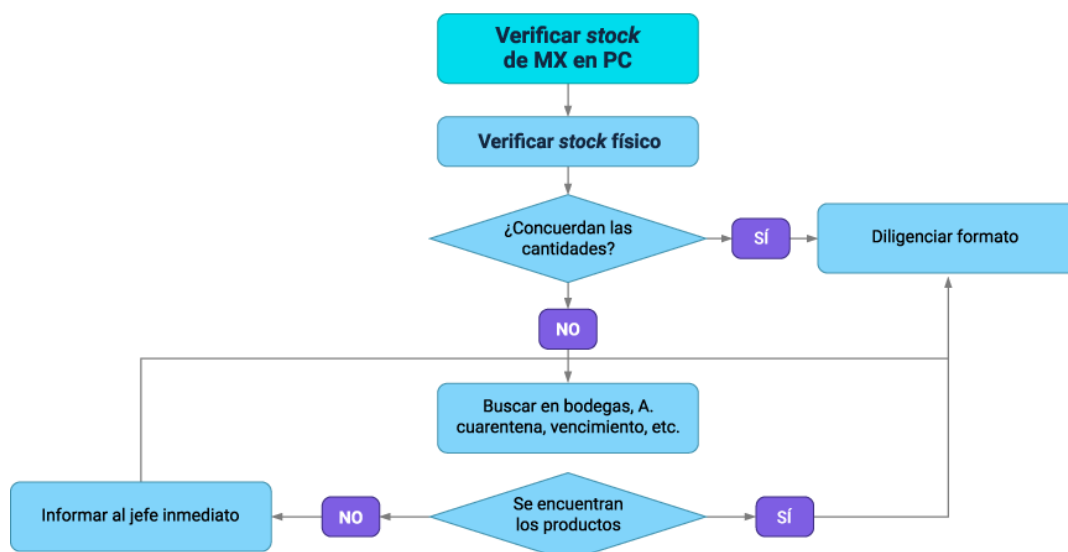 Verificar stock
de MX en PC
Verificar stock físico
¿Concuerdan las
cantidades?
SÍ
Diligenciar formato
NO
Buscar en bodegas, A.
cuarentena, vencimiento, etc.
Informar al jefe inmediato
NO
Se encuentran
los productos
SÍ